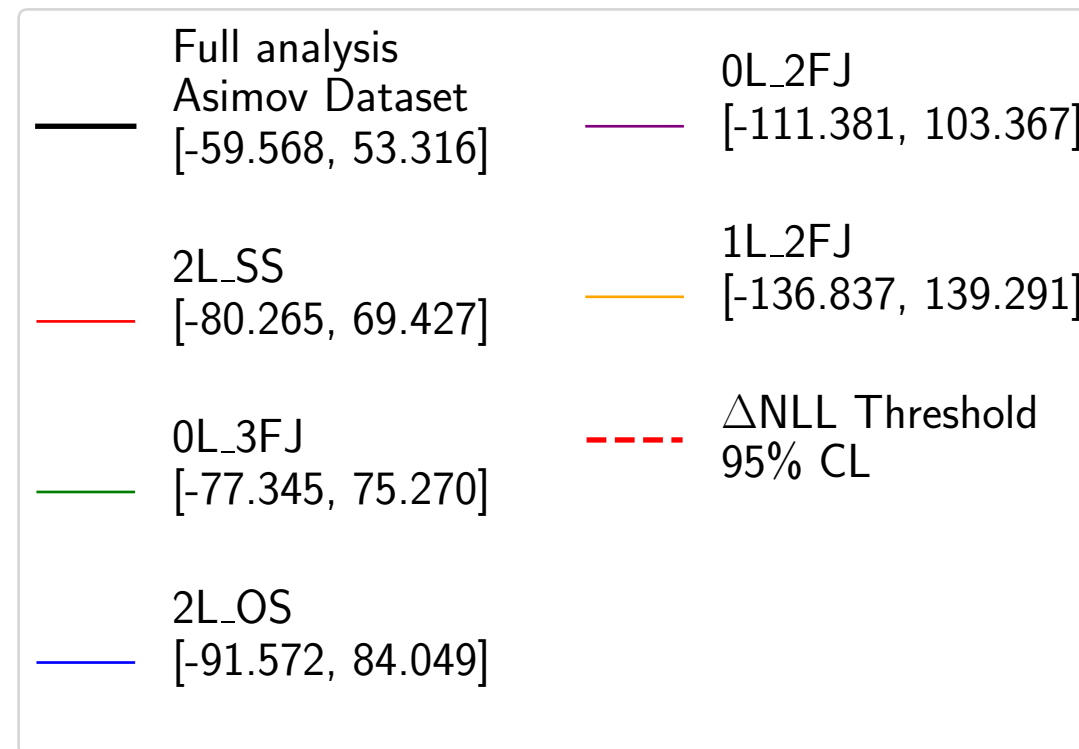 Full analysis
Asimov Dataset
[-59.568, 53.316]
2L_SS
[-80.265, 69.427]
0L_3FJ
[-77.345, 75.270]
2L_OS
[-91.572, 84.049]
0L_2FJ
[-111.381, 103.367]
1L_2FJ
[-136.837, 139.291]
ΔNLL Threshold
95% CL